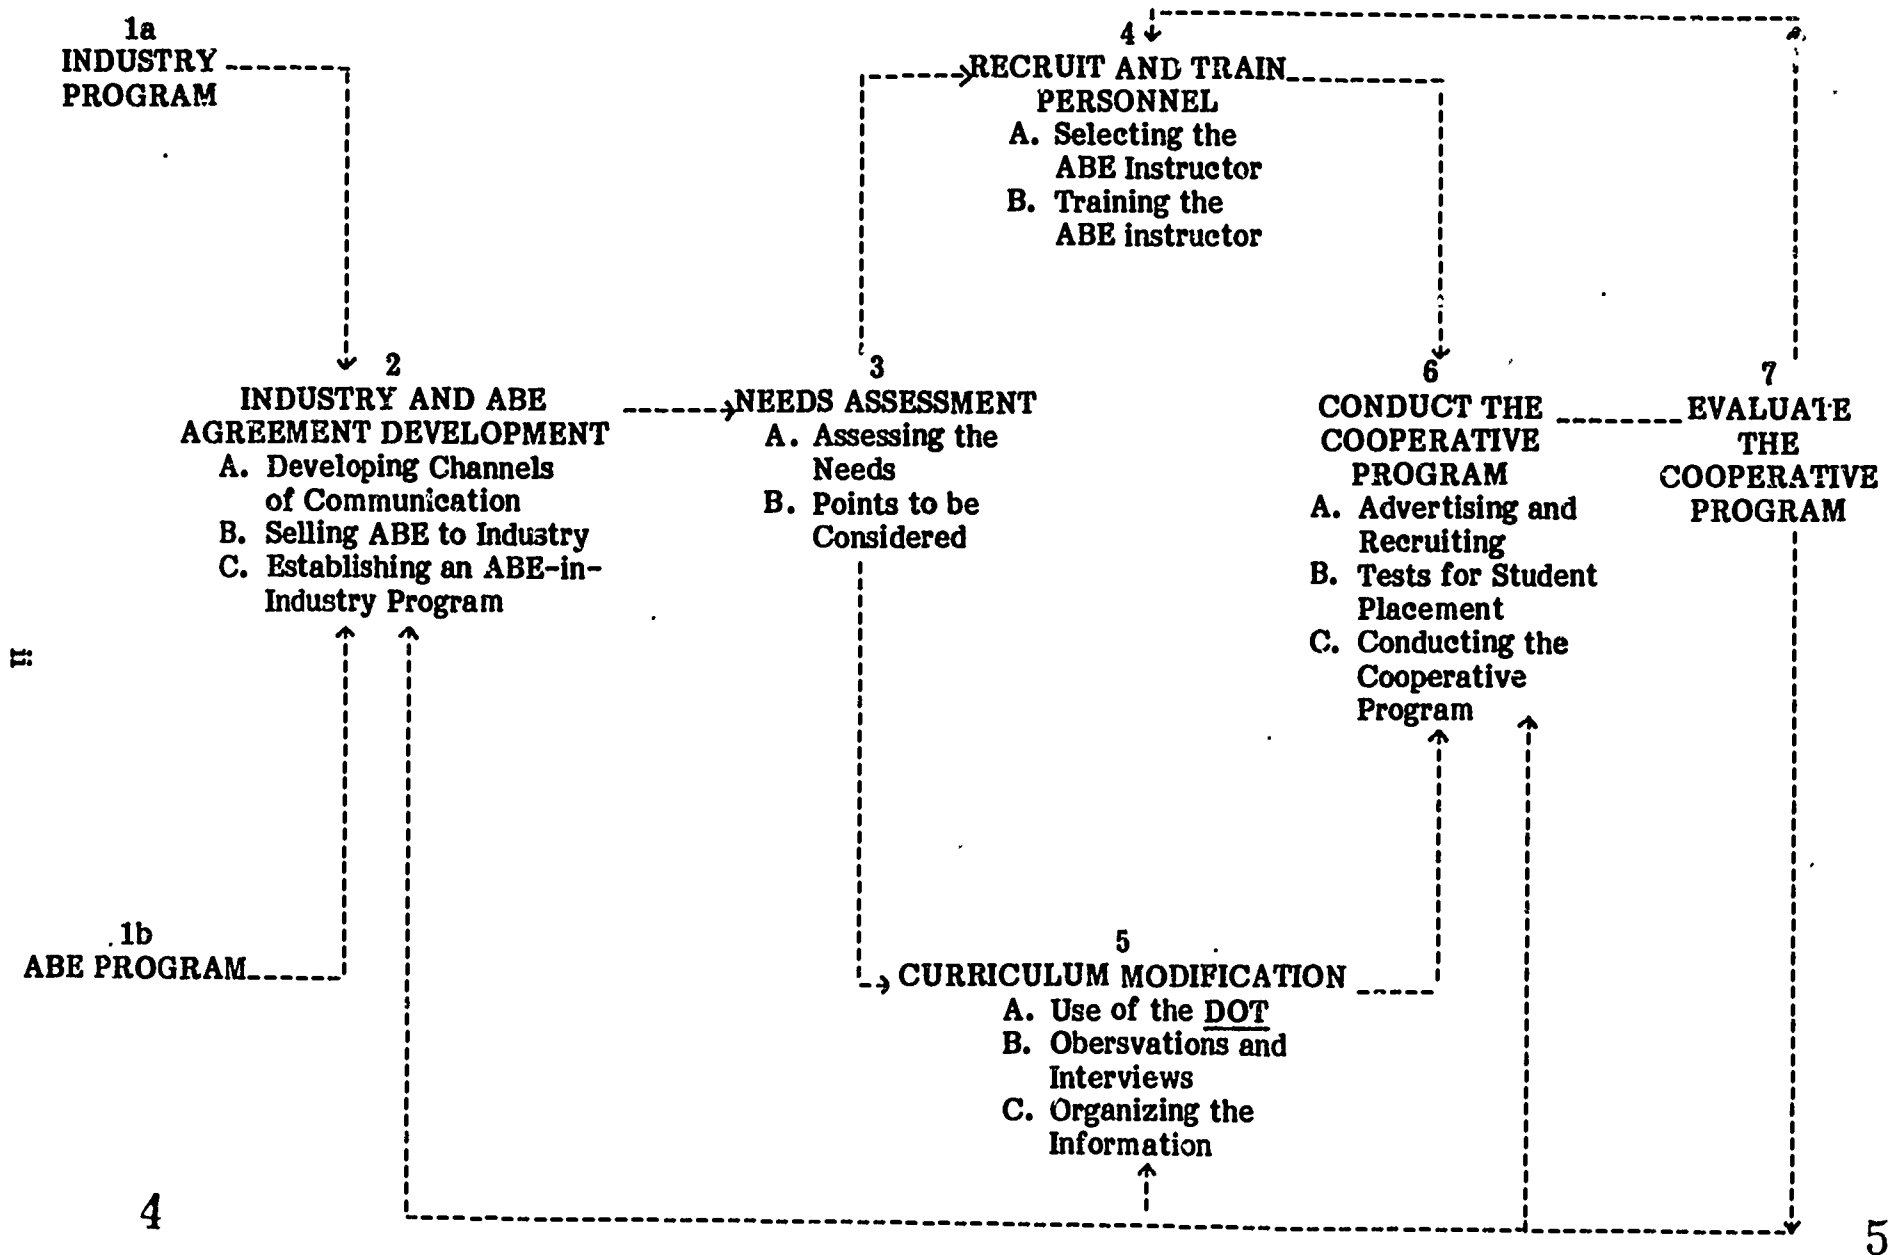 1a
INDUSTRY
PROGRAM
4
RECRUIT AND TRAIN
PERSONNEL
A. Selecting the
ABE Instructor
B. Training the
ABE instructor
2
INDUSTRY AND ABE
AGREEMENT DEVELOPMENT
A. Developing Channels
of Communication
B. Selling ABE to Industry
C. Establishing an ABE-in-
Industry Program
3
NEEDS ASSESSMENT
A. Assessing the
Needs
B. Points to be
Considered
6
CONDUCT THE
COOPERATIVE
PROGRAM
A. Advertising and
Recruiting
B. Tests for Student
Placement
C. Conducting the
Cooperative
Program
7
EVALUATE
THE
COOPERATIVE
PROGRAM
ii
1b
ABE PROGRAM
5
CURRICULUM MODIFICATION
A. Use of the DOT
B. Obersvations and
Interviews
C. Organizing the
Information
4
5